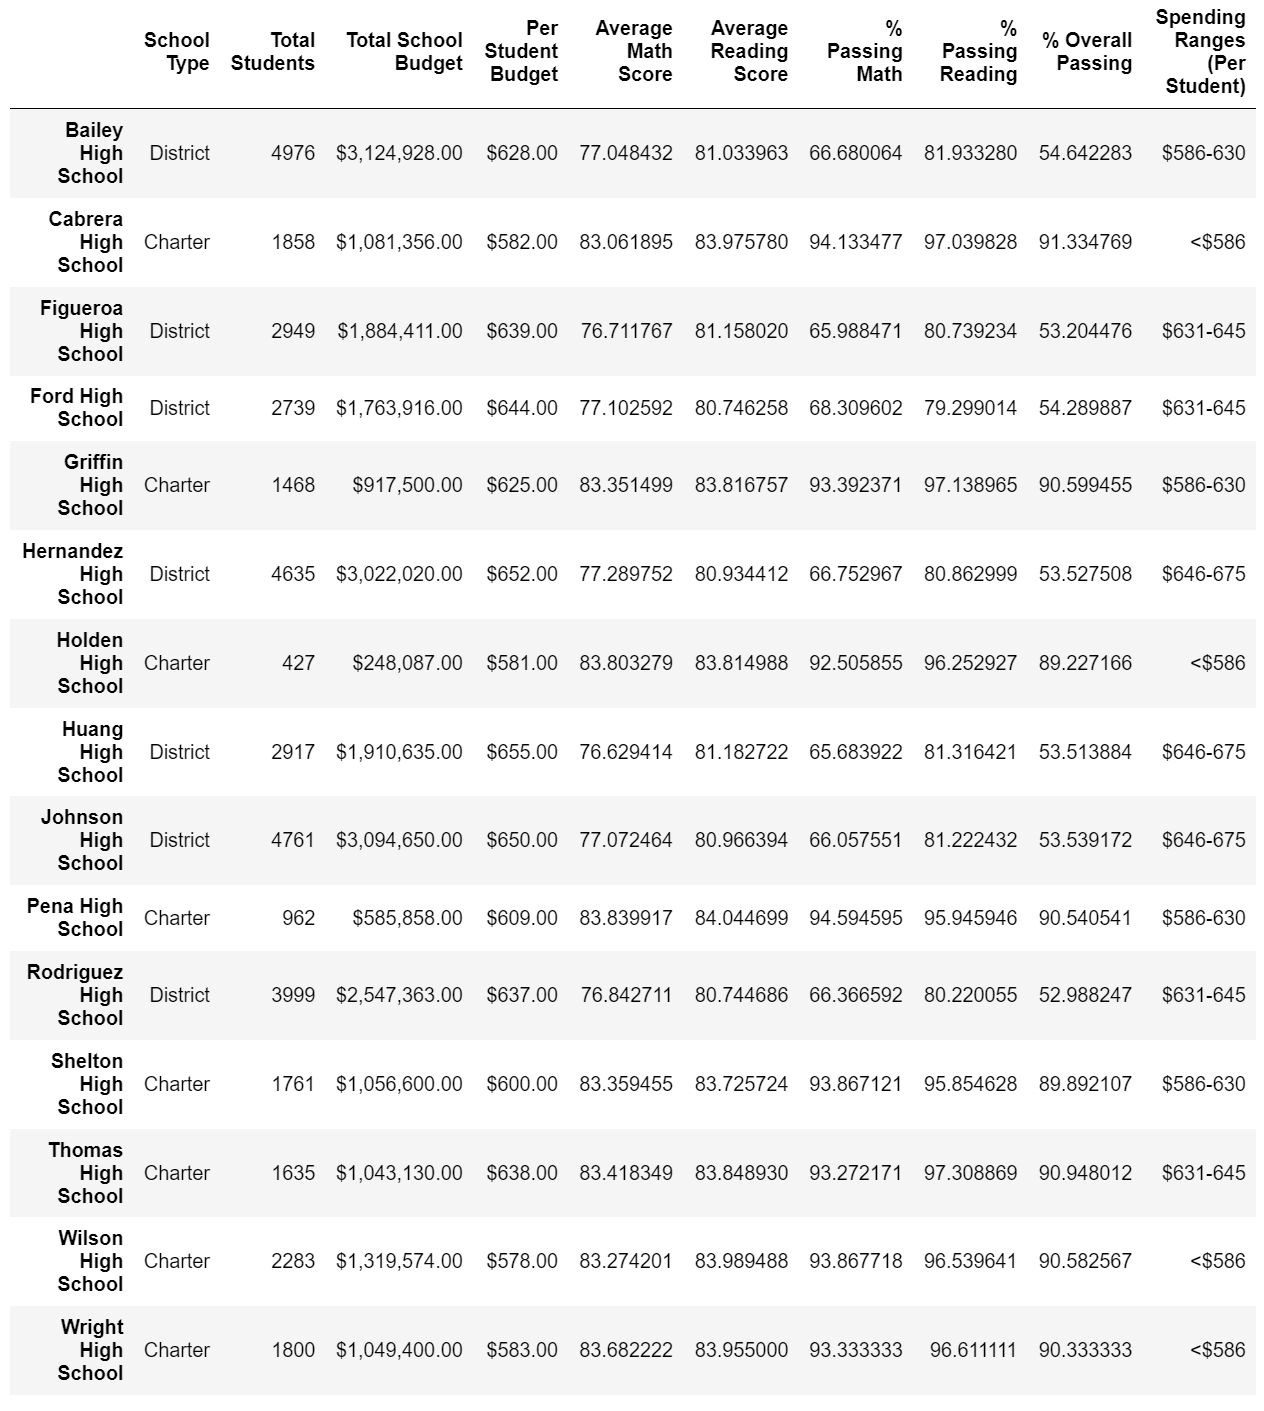 School Type Total Students Total School Budget Per Student Budget Average Math Score Average Reading Score % Passing Math % Passing Reading % Overall Passing Spending Ranges (Per Student)
Bailey High School District 4976 $3,124,928.00 $628.00 77.048432 81.033963 66.680064 81.933280 54.642283 $586-630
Cabrera High School Charter 1858 $1,081,356.00 $582.00 83.061895 83.975780 94.133477 97.039828 91.334769 <$586
Figueroa High School District 2949 $1,884,411.00 $639.00 76.711767 81.158020 65.988471 80.739234 53.204476 $631-645
Ford High School District 2739 $1,763,916.00 $644.00 77.102592 80.746258 68.309602 79.299014 54.289887 $631-645
Griffin High School Charter 1468 $917,500.00 $625.00 83.351499 83.816757 93.392371 97.138965 90.599455 $586-630
Hernandez High School District 4635 $3,022,020.00 $652.00 77.289752 80.934412 66.752967 80.862999 53.527508 $646-675
Holden High School Charter 427 $248,087.00 $581.00 83.803279 83.814988 92.505855 96.252927 89.227166 <$586
Huang High School District 2917 $1,910,635.00 $655.00 76.629414 81.182722 65.683922 81.316421 53.513884 $646-675
Johnson High School District 4761 $3,094,650.00 $650.00 77.072464 80.966394 66.057551 81.222432 53.539172 $646-675
Pena High School Charter 962 $585,858.00 $609.00 83.839917 84.044699 94.594595 95.945946 90.540541 $586-630
Rodriguez High School District 3999 $2,547,363.00 $637.00 76.842711 80.744686 66.366592 80.220055 52.988247 $631-645
Shelton High School Charter 1761 $1,056,600.00 $600.00 83.359455 83.725724 93.867121 95.854628 89.892107 $586-630
Thomas High School Charter 1635 $1,043,130.00 $638.00 83.418349 83.848930 93.272171 97.308869 90.948012 $631-645
Wilson High School Charter 2283 $1,319,574.00 $578.00 83.274201 83.989488 93.867718 96.539641 90.582567 <$586
Wright High School Charter 1800 $1,049,400.00 $583.00 83.682222 83.955000 93.333333 96.611111 90.333333 <$586